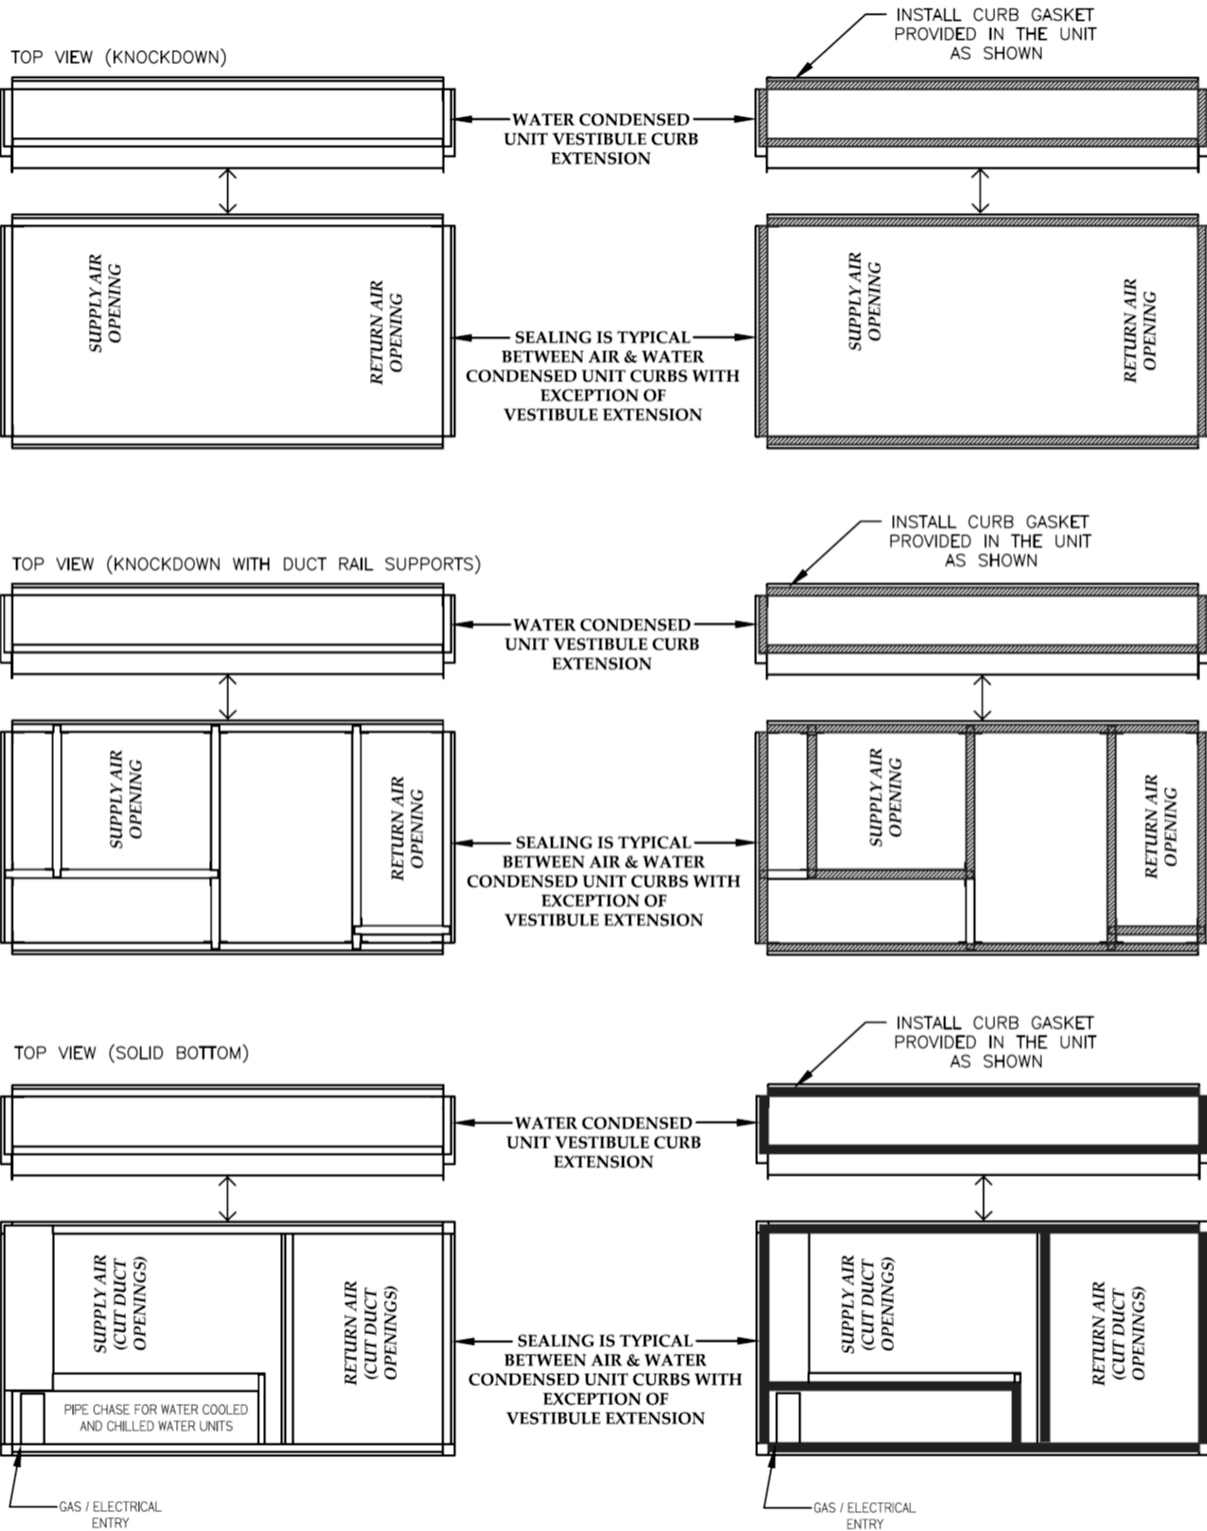 INSTALL CURB GASKET
PROVIDED IN THE UNIT
AS SHOWN
TOP VIEW (KNOCKDOWN)
WATER CONDENSED
UNIT VESTIBULE CURB
EXTENSION
SUPPLY AIR
OPENING
RETURN AIR
OPENING
SEALING IS TYPICAL
BETWEEN AIR & WATER
CONDENSED UNIT CURBS WITH
EXCEPTION OF
VESTIBULE EXTENSION
SUPPLY AIR
OPENING
RETURN AIR
OPENING
INSTALL CURB GASKET
PROVIDED IN THE UNIT
AS SHOWN
TOP VIEW (KNOCKDOWN WITH DUCT RAIL SUPPORTS)
WATER CONDENSED
UNIT VESTIBULE CURB
EXTENSION
SUPPLY AIR
OPENING
RETURN AIR
OPENING
SEALING IS TYPICAL
BETWEEN AIR & WATER
CONDENSED UNIT CURBS WITH
EXCEPTION OF
VESTIBULE EXTENSION
SUPPLY AIR
OPENING
RETURN AIR
OPENING
INSTALL CURB GASKET
PROVIDED IN THE UNIT
AS SHOWN
TOP VIEW (SOLID BOTTOM)
WATER CONDENSED
UNIT VESTIBULE CURB
EXTENSION
SUPPLY AIR
(CUT DUCT
OPENINGS)
RETURN AIR
(CUT DUCT
OPENINGS)
SEALING IS TYPICAL
BETWEEN AIR & WATER
CONDENSED UNIT CURBS WITH
EXCEPTION OF
VESTIBULE EXTENSION
SUPPLY AIR
(CUT DUCT
OPENINGS)
RETURN AIR
(CUT DUCT
OPENINGS)
PIPE CHASE FOR WATER COOLED
AND CHILLED WATER UNITS
GAS / ELECTRICAL
ENTRY
GAS / ELECTRICAL
ENTRY